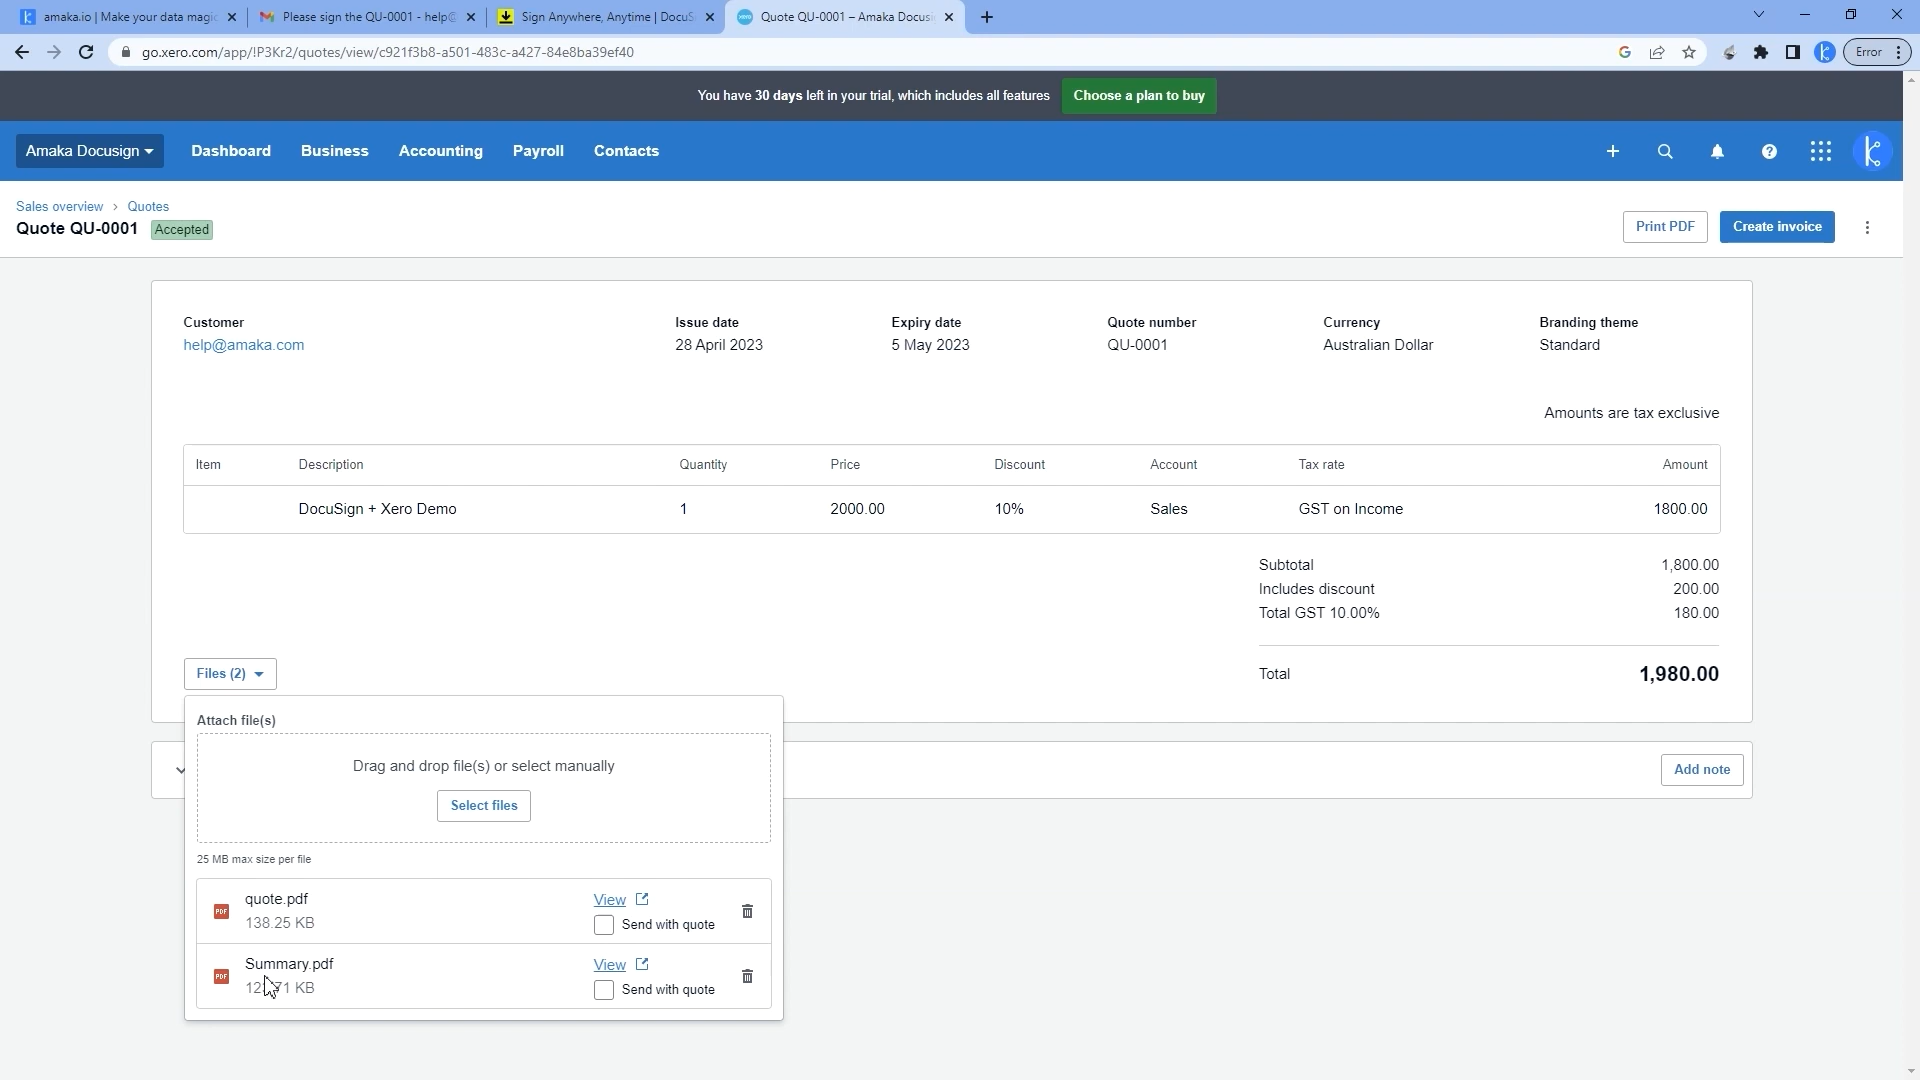 amaka.io | Make your data magic
Please sign the QU-0001 - help@
Sign Anywhere, Anytime | DocuS
Quote QU-0001 – Amaka Docusi
go.xero.com/app/!P3Kr2/quotes/view/c921f3b8-a501-483c-a427-84e8ba39ef40
Error
You have 30 days left in your trial, which includes all features
Choose a plan to buy
Amaka Docusign
Dashboard
Business
Accounting
Payroll
Contacts
Sales overview
Quotes
Quote QU-0001
Accepted
Print PDF
Create invoice
Customer
help@amaka.com
Issue date
28 April 2023
Expiry date
5 May 2023
Quote number
QU-0001
Currency
Australian Dollar
Branding theme
Standard
Amounts are tax exclusive
Item Description Quantity Price Discount Account Tax rate Amount
DocuSign + Xero Demo 1 2000.00 10% Sales GST on Income 1800.00
Subtotal 1,800.00
Includes discount 200.00
Total GST 10.00% 180.00
Total 1,980.00
Files (2)
Attach file(s)
Drag and drop file(s) or select manually
Select files
25 MB max size per file
quote.pdf
138.25 KB
View
Send with quote
Summary.pdf
KB
View
Send with quote
Add note